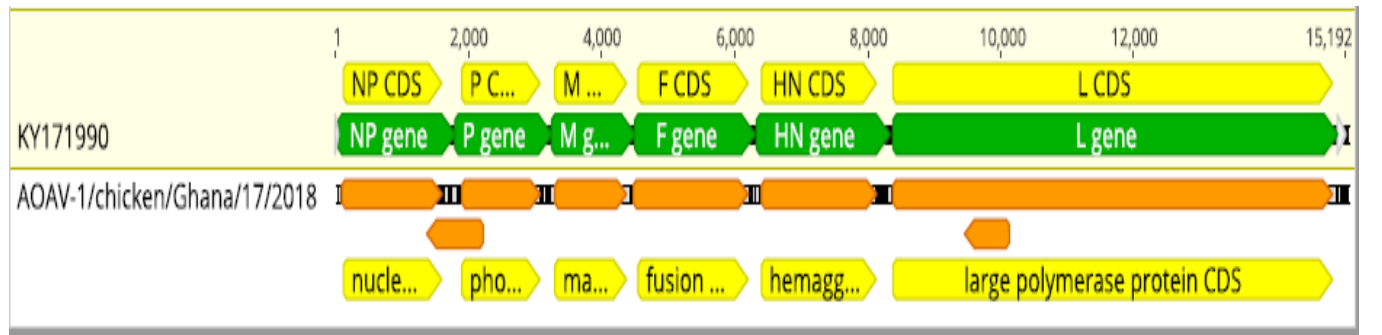 1 2,000 4,000 6,000 8,000 10,000 12,000 15,192
NP CDS P C... M ... F CDS HN CDS L CDS
KY171990 NP gene P gene M g... F gene HN gene L gene
AOAV-1/chicken/Ghana/17/2018
nucle... pho... ma... fusion ... hemagg... large polymerase protein CDS